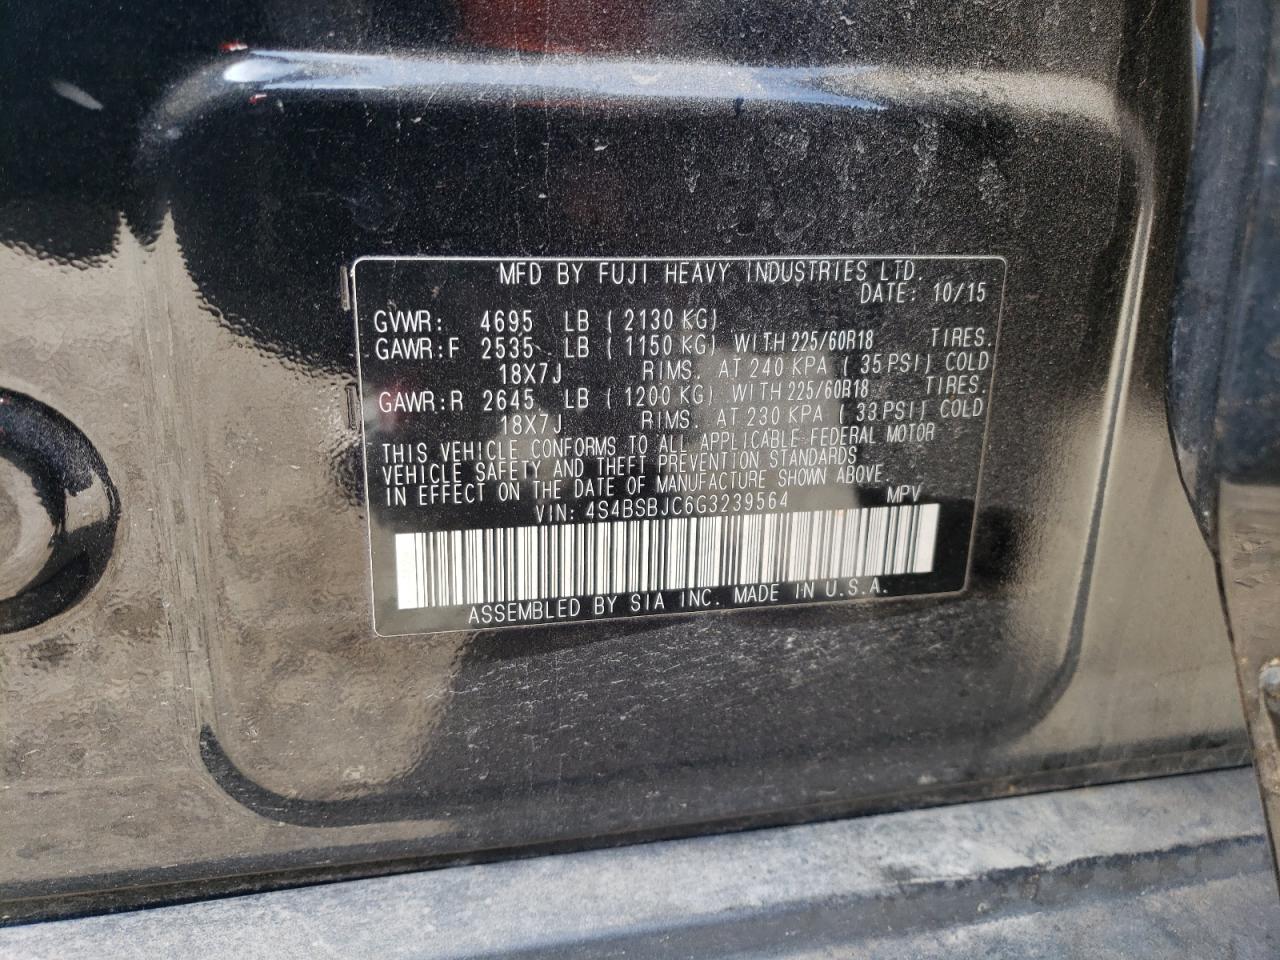 MFD BY FUJI HEAVY INDUSTRIES LTD.
DATE: 10/15
GVWR: 4695 LB ( 2130 KG)
GAWR:F 2535 LB ( 1150 KG) WITH 225/60R18 TIRES.
18X7J RIMS. AT 240 KPA ( 35 PSI) COLD
GAWR:R 2645 LB ( 1200 KG) WITH 225/60R18 TIRES.
18X7J RIMS. AT 230 KPA ( 33 PSI) COLD
THIS VEHICLE CONFORMS TO ALL APPLICABLE FEDERAL MOTOR
VEHICLE SAFETY AND THEFT PREVENTION STANDARDS
IN EFFECT ON THE DATE OF MANUFACTURE SHOWN ABOVE
VIN: 4S4BSBJC6G3239564 MPV
ASSEMBLED BY SIA INC. MADE IN U.S.A.